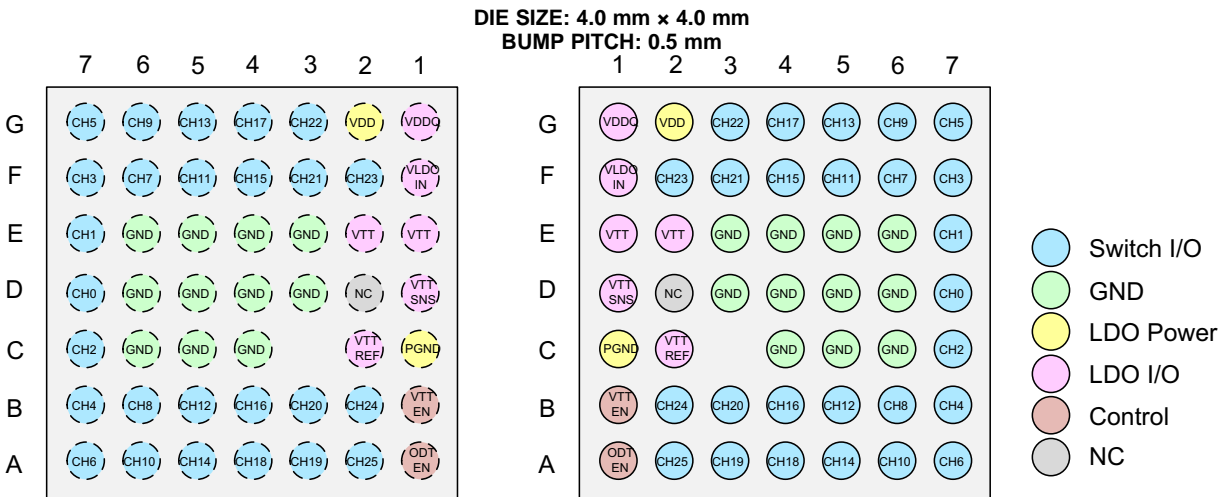 DIE SIZE: 4.0 mm × 4.0 mm
BUMP PITCH: 0.5 mm
7 6 5 4 3 2 1 1 2 3 4 5 6 7
G CH5 CH9 CH13 CH17 CH22 VDD VDDQ G VDDQ VDD CH22 CH17 CH13 CH9 CH5
F CH3 CH7 CH11 CH15 CH21 CH23 VLDO IN F VLDO IN CH23 CH21 CH15 CH11 CH7 CH3
E CH1 GND GND GND GND VTT VTT E VTT VTT GND GND GND GND CH1
D CH0 GND GND GND GND NC VTT SNS D VTT SNS NC GND GND GND GND CH0
C CH2 GND GND GND VTT REF PGND C PGND VTT REF GND GND GND CH2
B CH4 CH8 CH12 CH16 CH20 CH24 VTT EN B VTT EN CH24 CH20 CH16 CH12 CH8 CH4
A CH6 CH10 CH14 CH18 CH19 CH25 ODT EN A ODT EN CH25 CH19 CH18 CH14 CH10 CH6
Switch I/O
GND
LDO Power
LDO I/O
Control
NC